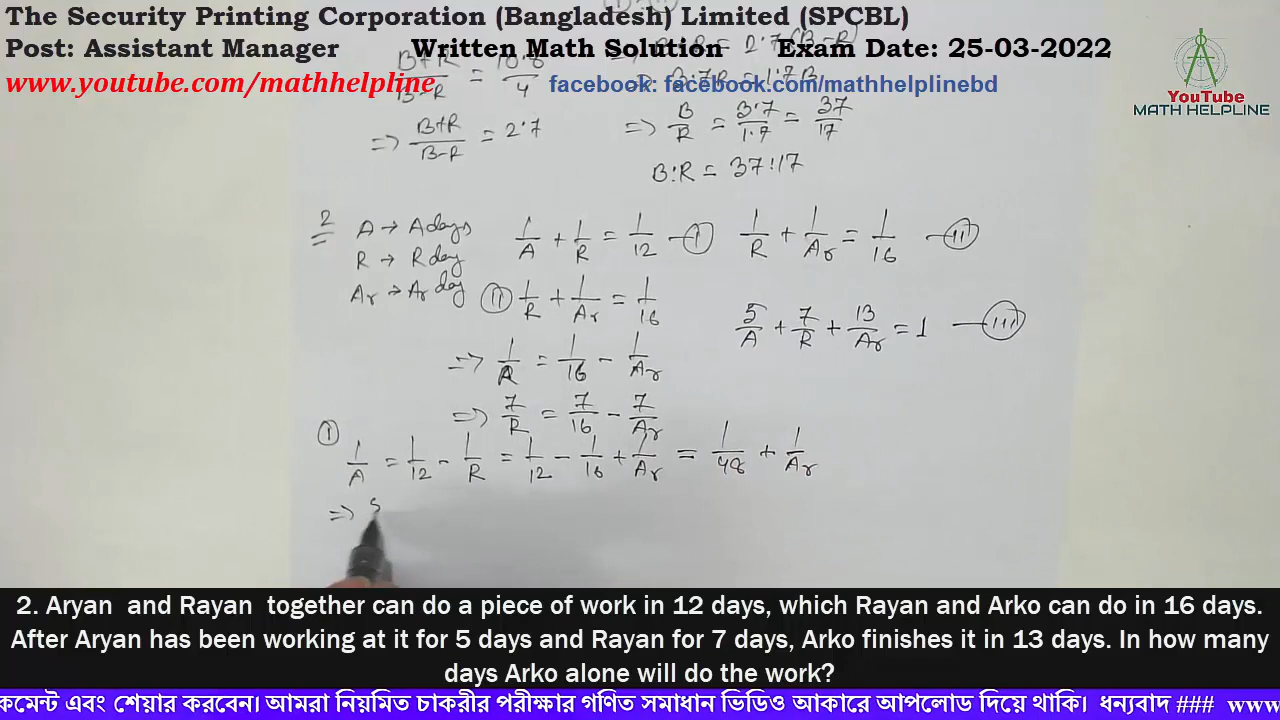 The Security Printing Corporation (Bangladesh) Limited (SPCBL)
Post: Assistant Manager Written Math Solution Exam Date: 25-03-2022
www.youtube.com/mathhelpline facebook: facebook.com/mathhelplinebd
YouTube
MATH HELPLINE
B+R/B-R = 10.8/4
=> B+R/B-R = 2.7
= 2.7(B-R)
=> B/R = 3.7/1.7 = 37/17
B:R = 37:17
2
A → A days
R → R day
Ar → Ar day
1/A + 1/R = 1/12 — (I)
1/R + 1/Ar = 1/16 — (II)
(II) 1/R + 1/Ar = 1/16
5/A + 7/R + 13/Ar = 1 — (III)
=> 1/R = 1/16 - 1/Ar
=> 7/R = 7/16 - 7/Ar
(I)
1/A = 1/12 - 1/R = 1/12 - 1/16 + 1/Ar = 1/48 + 1/Ar
=> 5
2. Aryan and Rayan together can do a piece of work in 12 days, which Rayan and Arko can do in 16 days.
After Aryan has been working at it for 5 days and Rayan for 7 days, Arko finishes it in 13 days. In how many
days Arko alone will do the work?
কমেন্ট এবং শেয়ার করবেন। আমরা নিয়মিত চাকরীর পরীক্ষার গণিত সমাধান ভিডিও আকারে আপলোড দিয়ে থাকি। ধন্যবাদ ### www